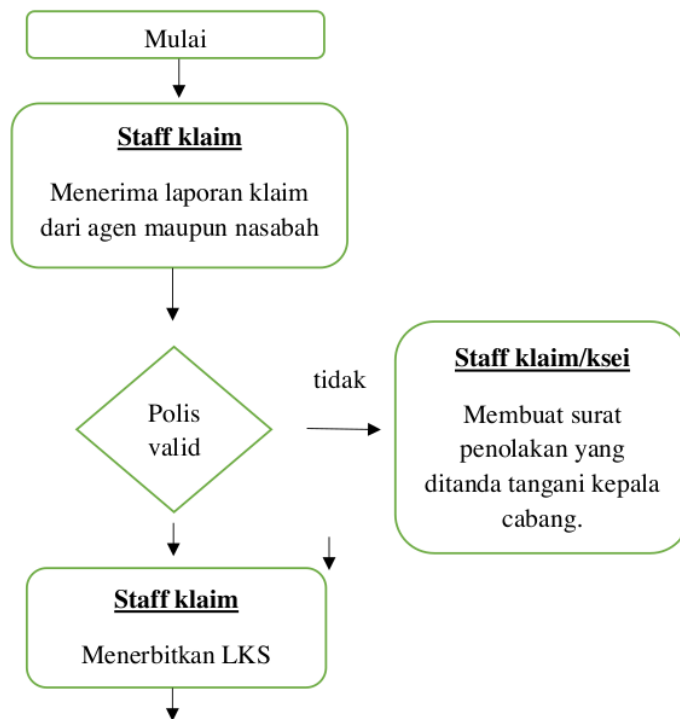 Mulai
Staff klaim
Menerima laporan klaim
dari agen maupun nasabah
Polis
valid
tidak
Staff klaim/ksei
Membuat surat
penolakan yang
ditanda tangani kepala
cabang.
Staff klaim
Menerbitkan LKS